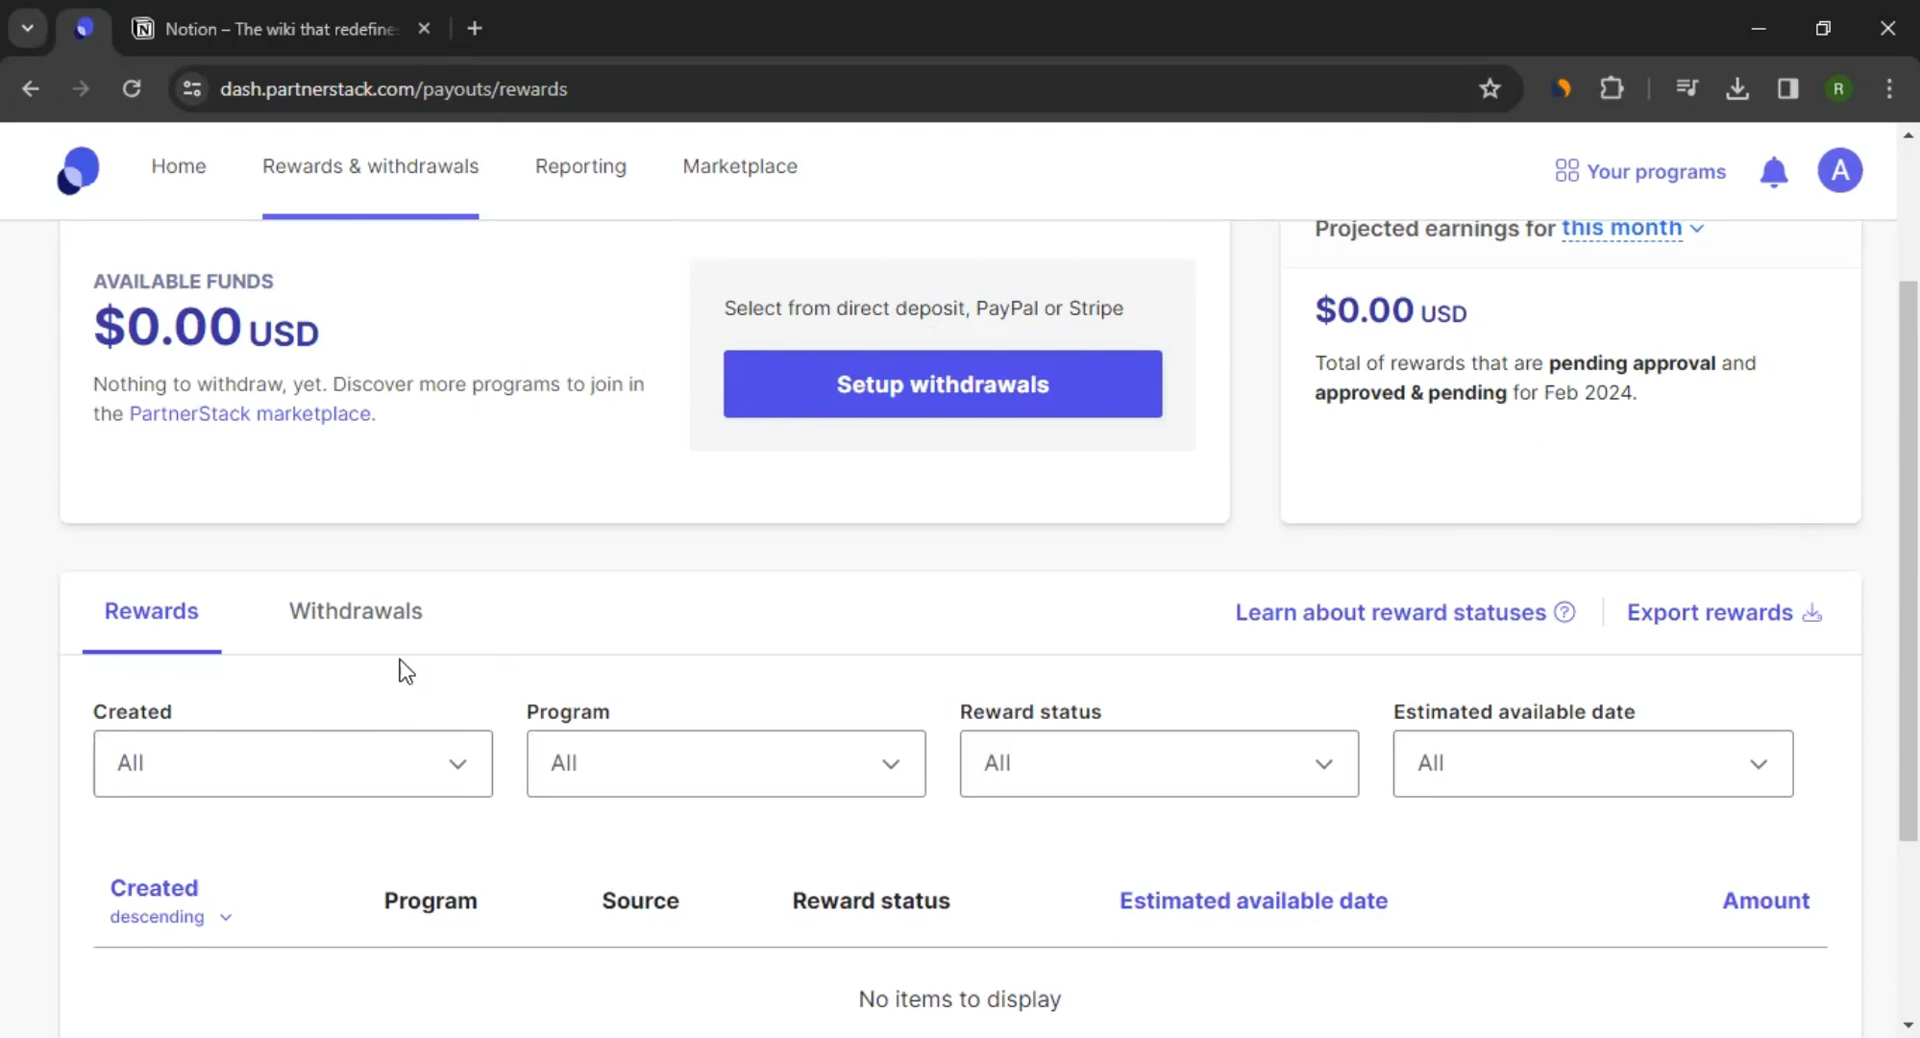 Notion – The wiki that redefine
dash.partnerstack.com/payouts/rewards
R
Home
Rewards & withdrawals
Reporting
Marketplace
Your programs
A
Projected earnings for this month
AVAILABLE FUNDS
$0.00 USD
Nothing to withdraw, yet. Discover more programs to join in
the PartnerStack marketplace.
Select from direct deposit, PayPal or Stripe
Setup withdrawals
$0.00 USD
Total of rewards that are pending approval and
approved & pending for Feb 2024.
Rewards
Withdrawals
Learn about reward statuses
Export rewards
Created
Program
Reward status
Estimated available date
All
All
All
All
Created
descending
Program
Source
Reward status
Estimated available date
Amount
No items to display